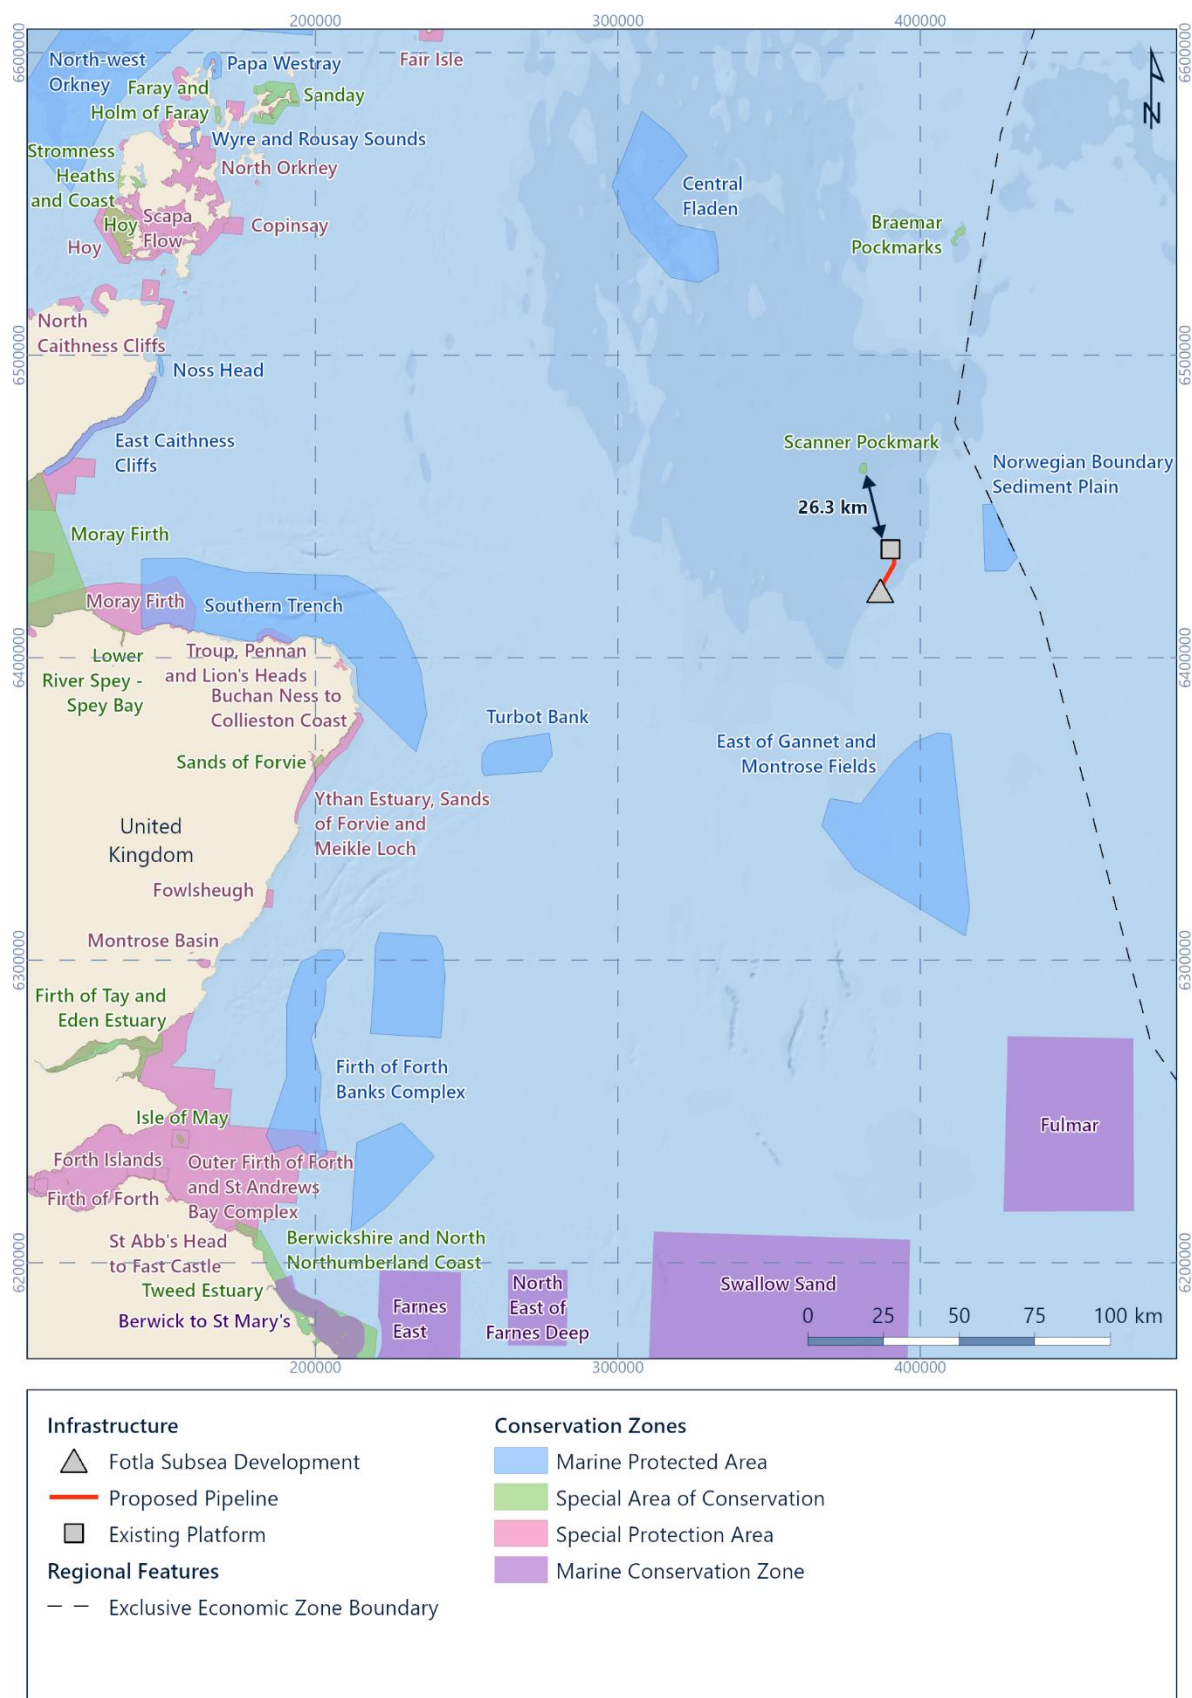 200000
300000
400000
6600000
6600000
North-west
Orkney
Papa Westray
Fair Isle
Faray and
Holm of Faray
Sanday
N
Wyre and Rousay Sounds
Stromness
Heaths
and Coast
North Orkney
Central
Fladen
Hoy
Scapa
Flow
Copinsay
Hoy
Braemar
Pockmarks
North
Caithness Cliffs
6500000
6500000
Noss Head
East Caithness
Cliffs
Scanner Pockmark
Norwegian Boundary
Sediment Plain
26.3 km
Moray Firth
Moray Firth
Southern Trench
Lower
River Spey -
Spey Bay
Troup, Pennan
and Lion's Heads
6400000
6400000
Buchan Ness to
Collieston Coast
Turbot Bank
East of Gannet and
Montrose Fields
Sands of Forvie
Ythan Estuary, Sands
of Forvie and
Meikle Loch
United
Kingdom
Fowlsheugh
Montrose Basin
6300000
6300000
Firth of Tay and
Eden Estuary
Firth of Forth
Banks Complex
Isle of May
Fulmar
Forth Islands
Outer Firth of Forth
and St Andrews
Bay Complex
Firth of Forth
St Abb's Head
to Fast Castle
Berwickshire and North
Northumberland Coast
6200000
6200000
Tweed Estuary
Berwick to St Mary's
Farnes
East
North
East of
Farnes Deep
Swallow Sand
0 25 50 75 100 km
200000
300000
400000
Infrastructure
Fotla Subsea Development
Proposed Pipeline
Existing Platform
Regional Features
Exclusive Economic Zone Boundary
Conservation Zones
Marine Protected Area
Special Area of Conservation
Special Protection Area
Marine Conservation Zone